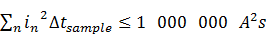 ∑ₙ iₙ² Δt_sample ≤ 1 000 000 A²s